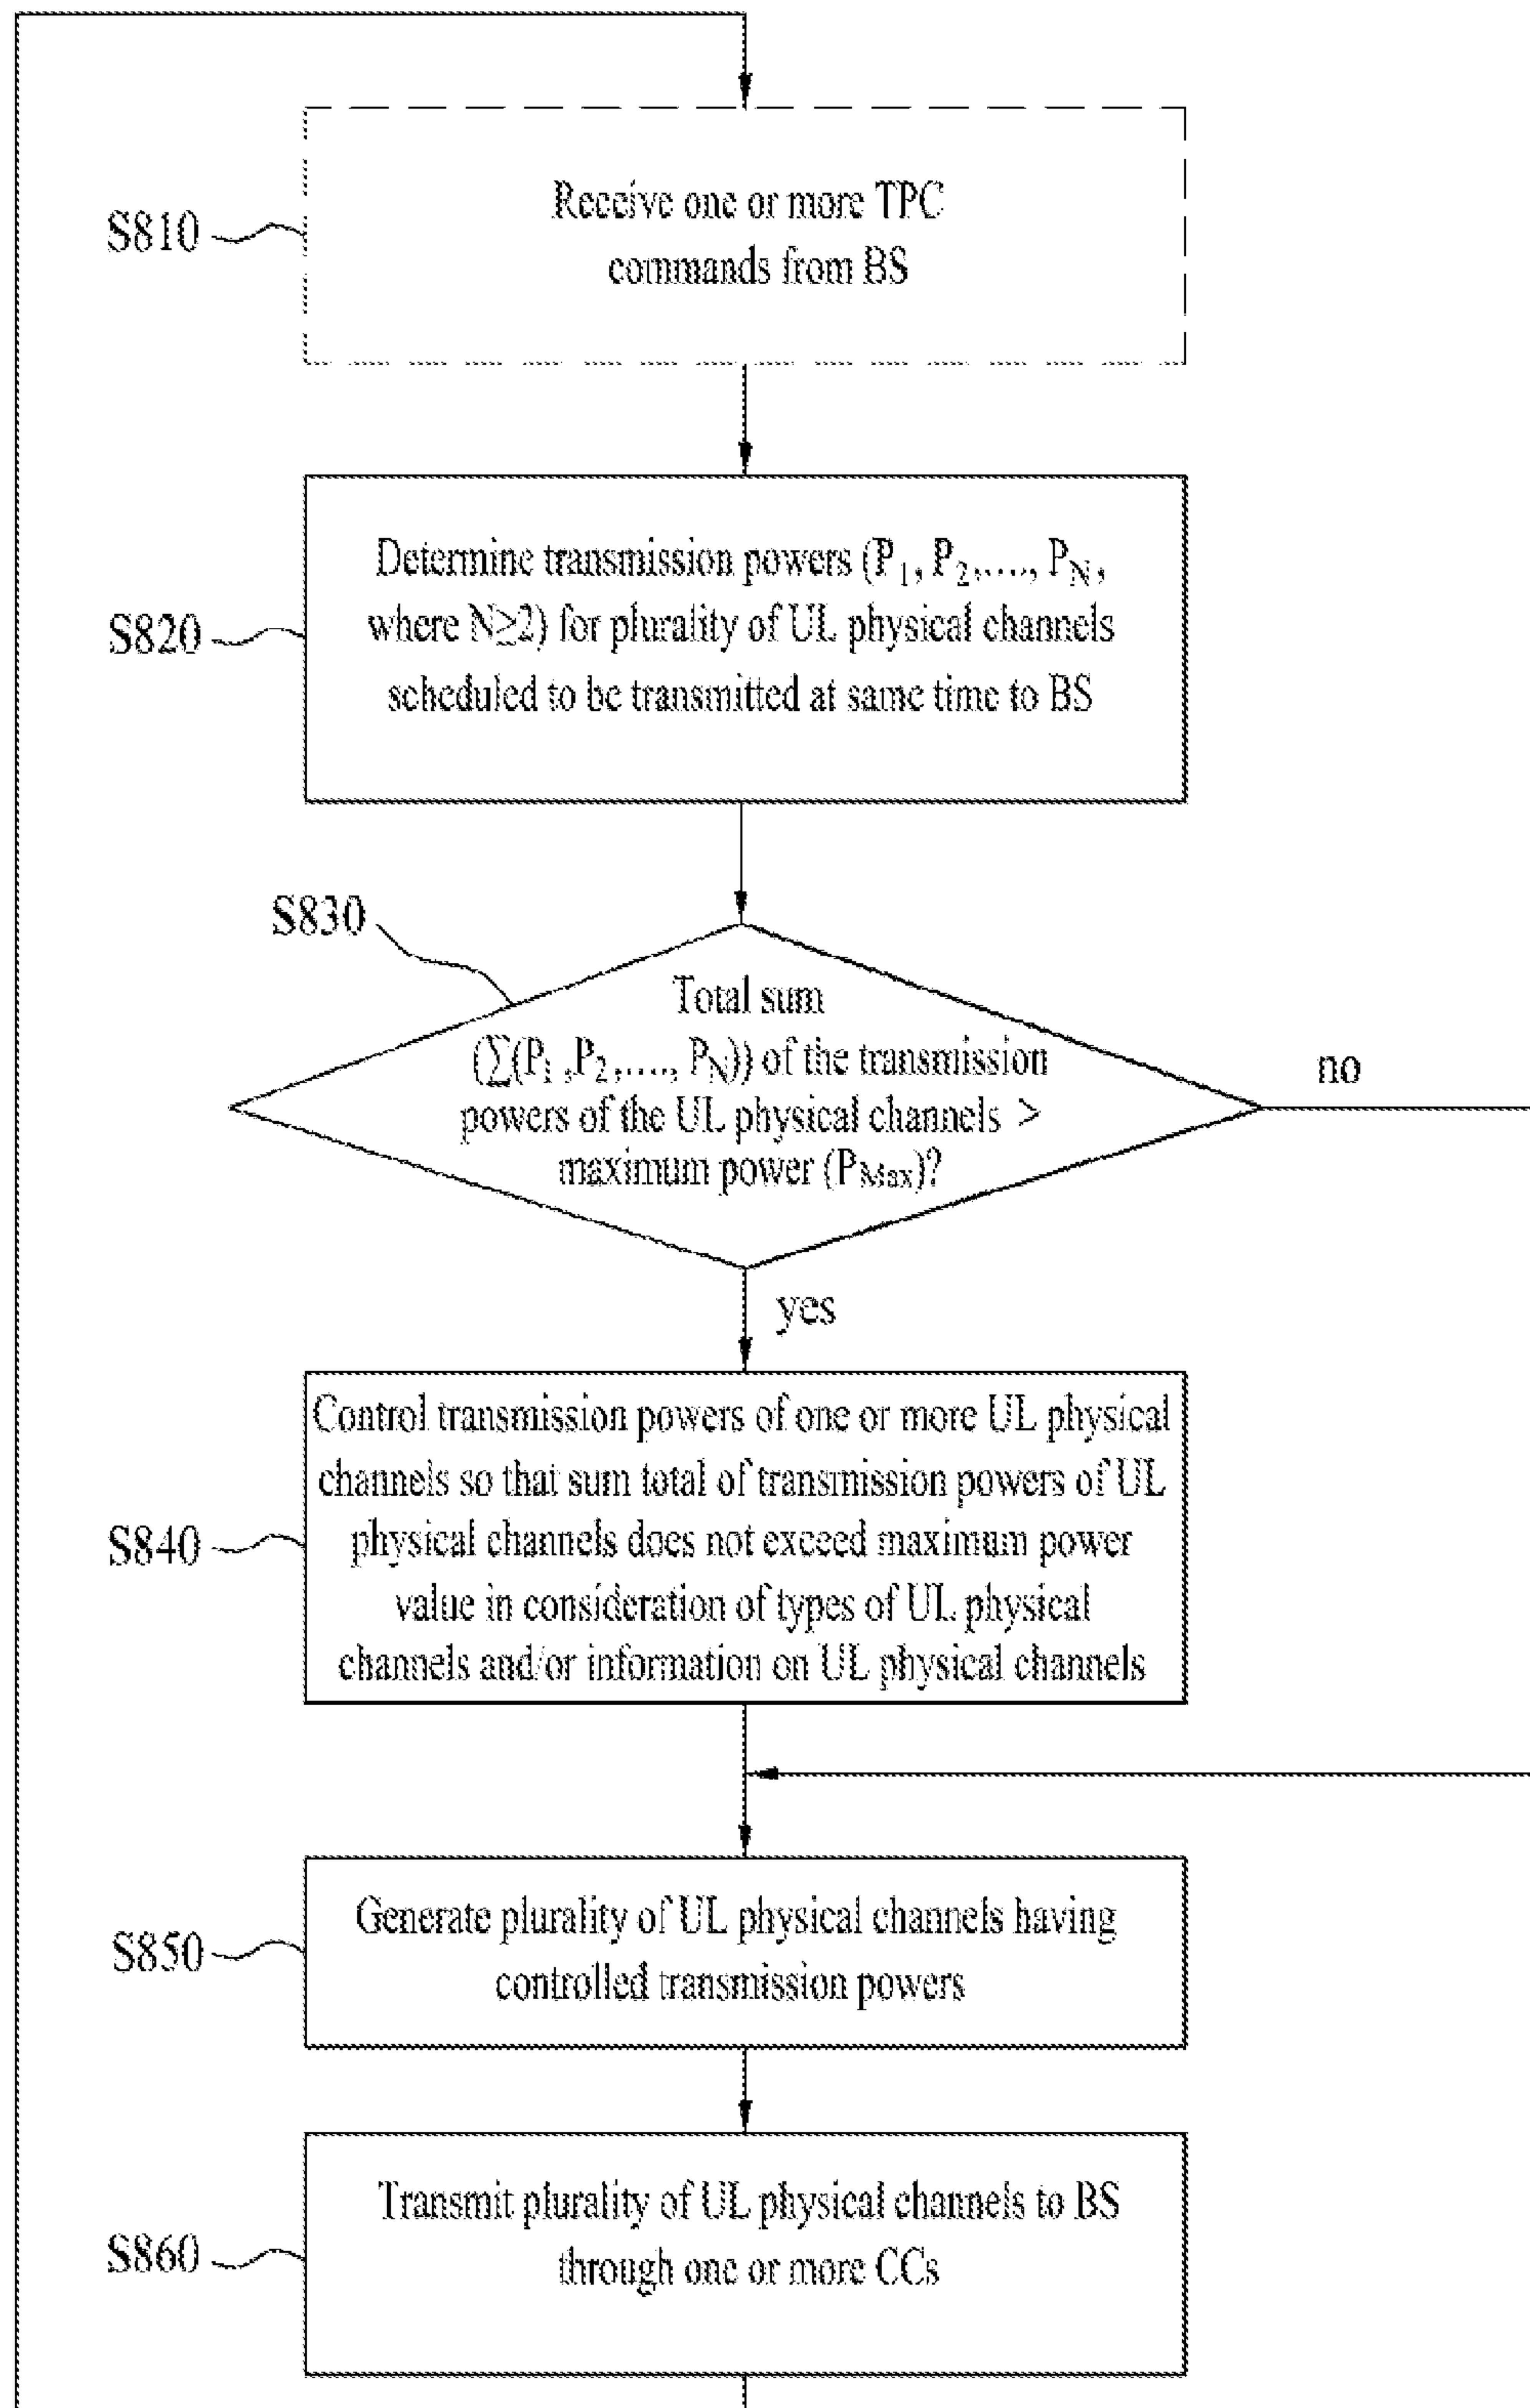 S810
Receive one or more TPC
commands from BS
S820
Determine transmission powers (P1, P2,...., PN,
where N≥2) for plurality of UL physical channels
scheduled to be transmitted at same time to BS
S830
Total sum
(∑(P1 ,P2,...., PN)) of the transmission
powers of the UL physical channels >
maximum power (PMax)?
no
yes
S840
Control transmission powers of one or more UL physical
channels so that sum total of transmission powers of UL
physical channels does not exceed maximum power
value in consideration of types of UL physical
channels and/or information on UL physical channels
S850
Generate plurality of UL physical channels having
controlled transmission powers
S860
Transmit plurality of UL physical channels to BS
through one or more CCs